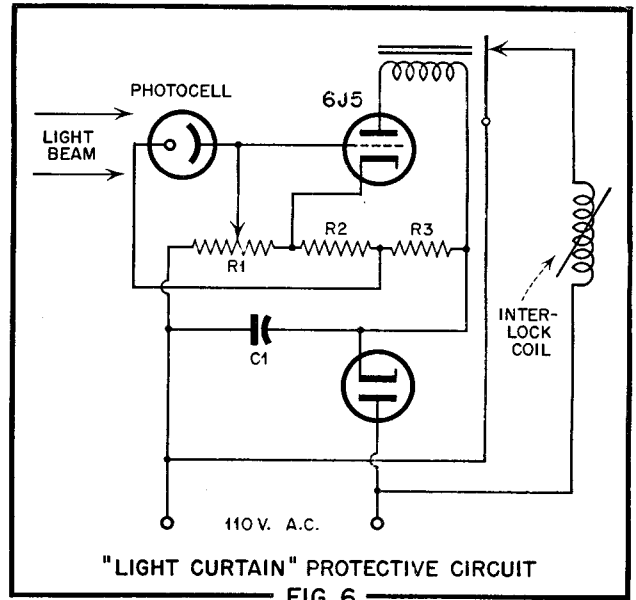 PHOTOCELL
6J5
LIGHT
BEAM
R2
R3
R1
INTER-
LOCK
COIL
C1
110 V. A.C.
"LIGHT CURTAIN" PROTECTIVE CIRCUIT
FIG 6